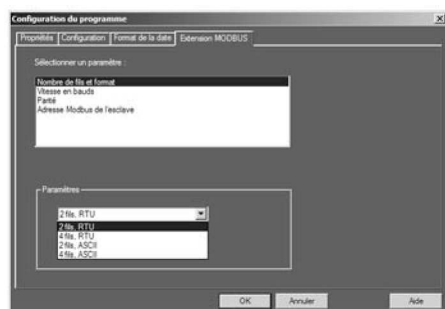 Configuration du programme
Propriétés Configuration Format de la date Extension MODBUS
Sélectionner un paramètre :
Nombre de fils et format
Vitesse en bauds
Parité
Adresse Modbus de l'esclave
Paramètres
2 fils, RTU
2 fils, RTU
4 fils, RTU
2 fils, ASCII
4 fils, ASCII
OK Annuler Aide